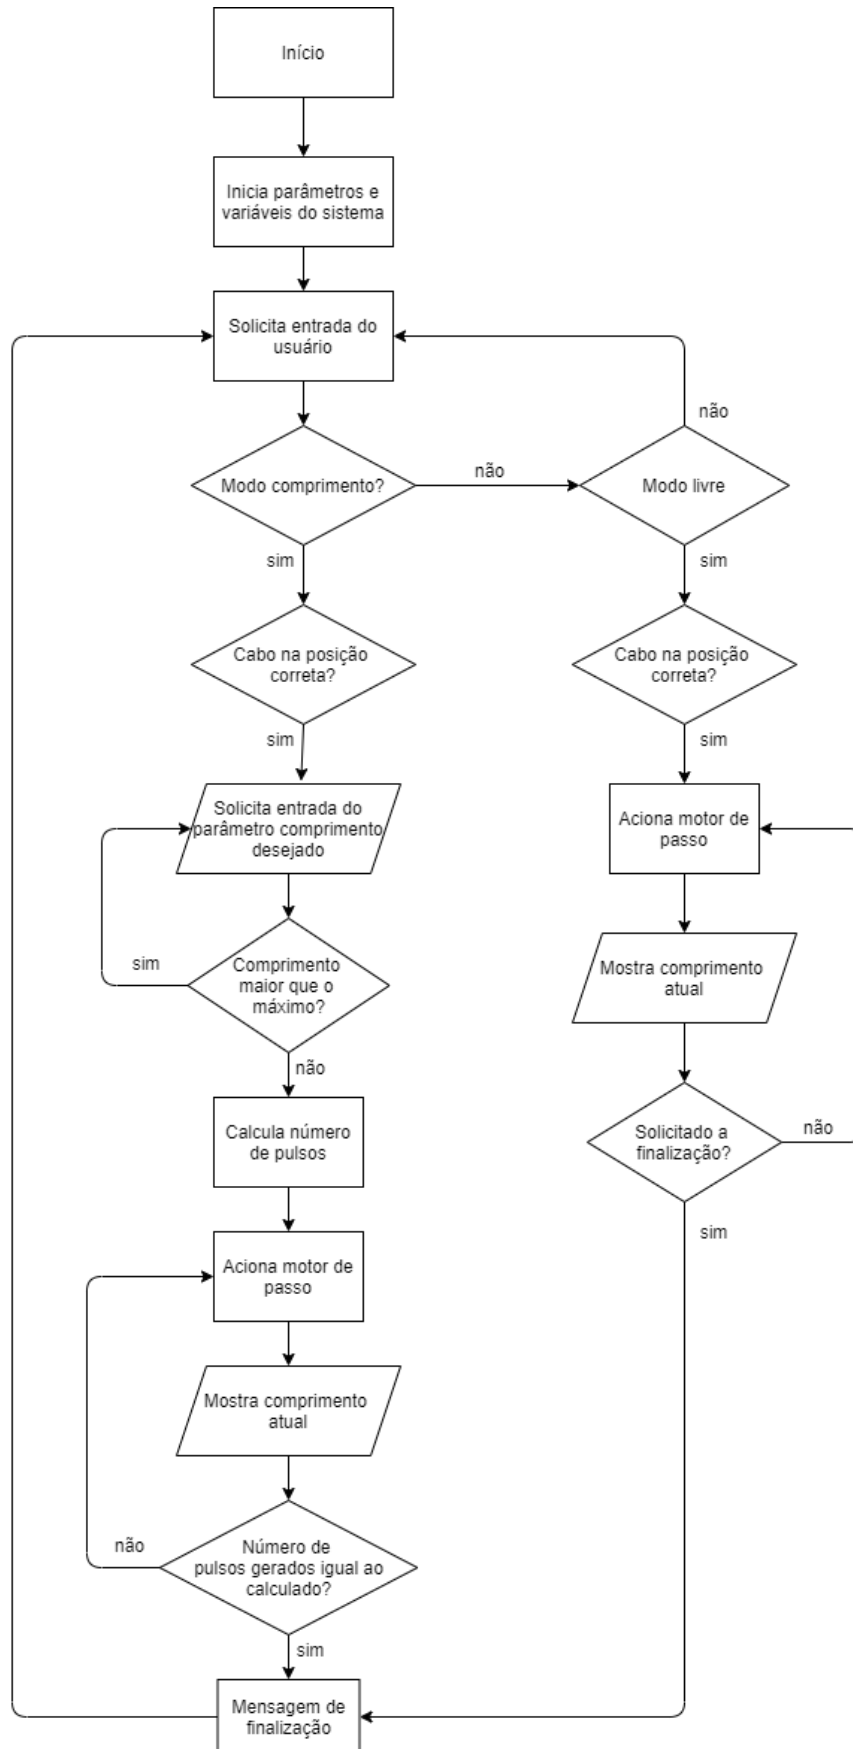 Início
Inicia parâmetros e
variáveis do sistema
Solicita entrada do
usuário
não
Modo comprimento?
não
Modo livre
sim
sim
Cabo na posição
correta?
Cabo na posição
correta?
sim
sim
Solicita entrada do
parâmetro comprimento
desejado
Aciona motor de
passo
sim
Comprimento
maior que o
máximo?
Mostra comprimento
atual
não
Calcula número
de pulsos
Solicitado a
finalização?
não
sim
Aciona motor de
passo
Mostra comprimento
atual
não
Número de
pulsos gerados igual ao
calculado?
sim
Mensagem de
finalização